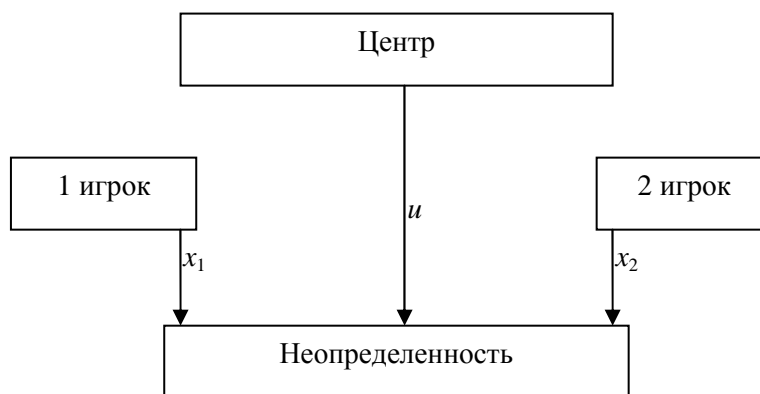 Центр
1 игрок
2 игрок
u
x1
x2
Неопределенность